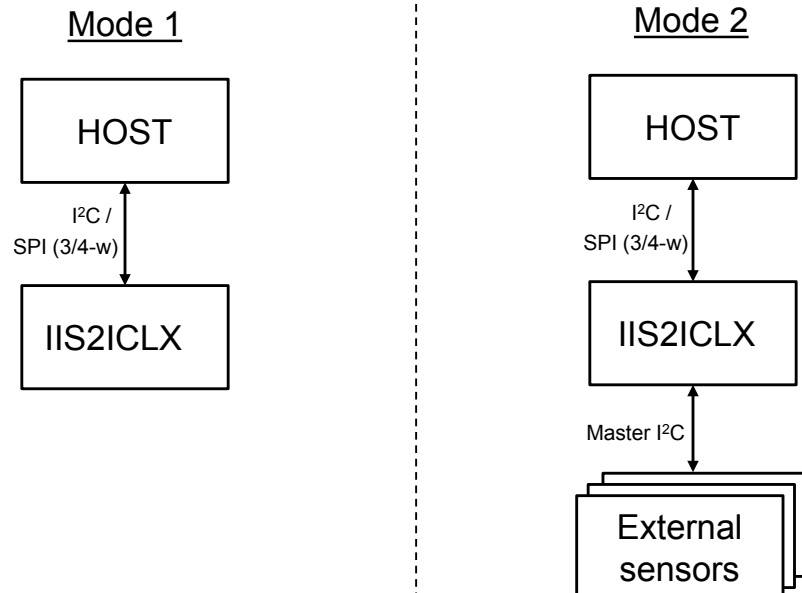 Mode 1
HOST
I²C /
SPI (3/4-w)
IIS2ICLX
Mode 2
HOST
I²C /
SPI (3/4-w)
IIS2ICLX
Master I²C
External
sensors